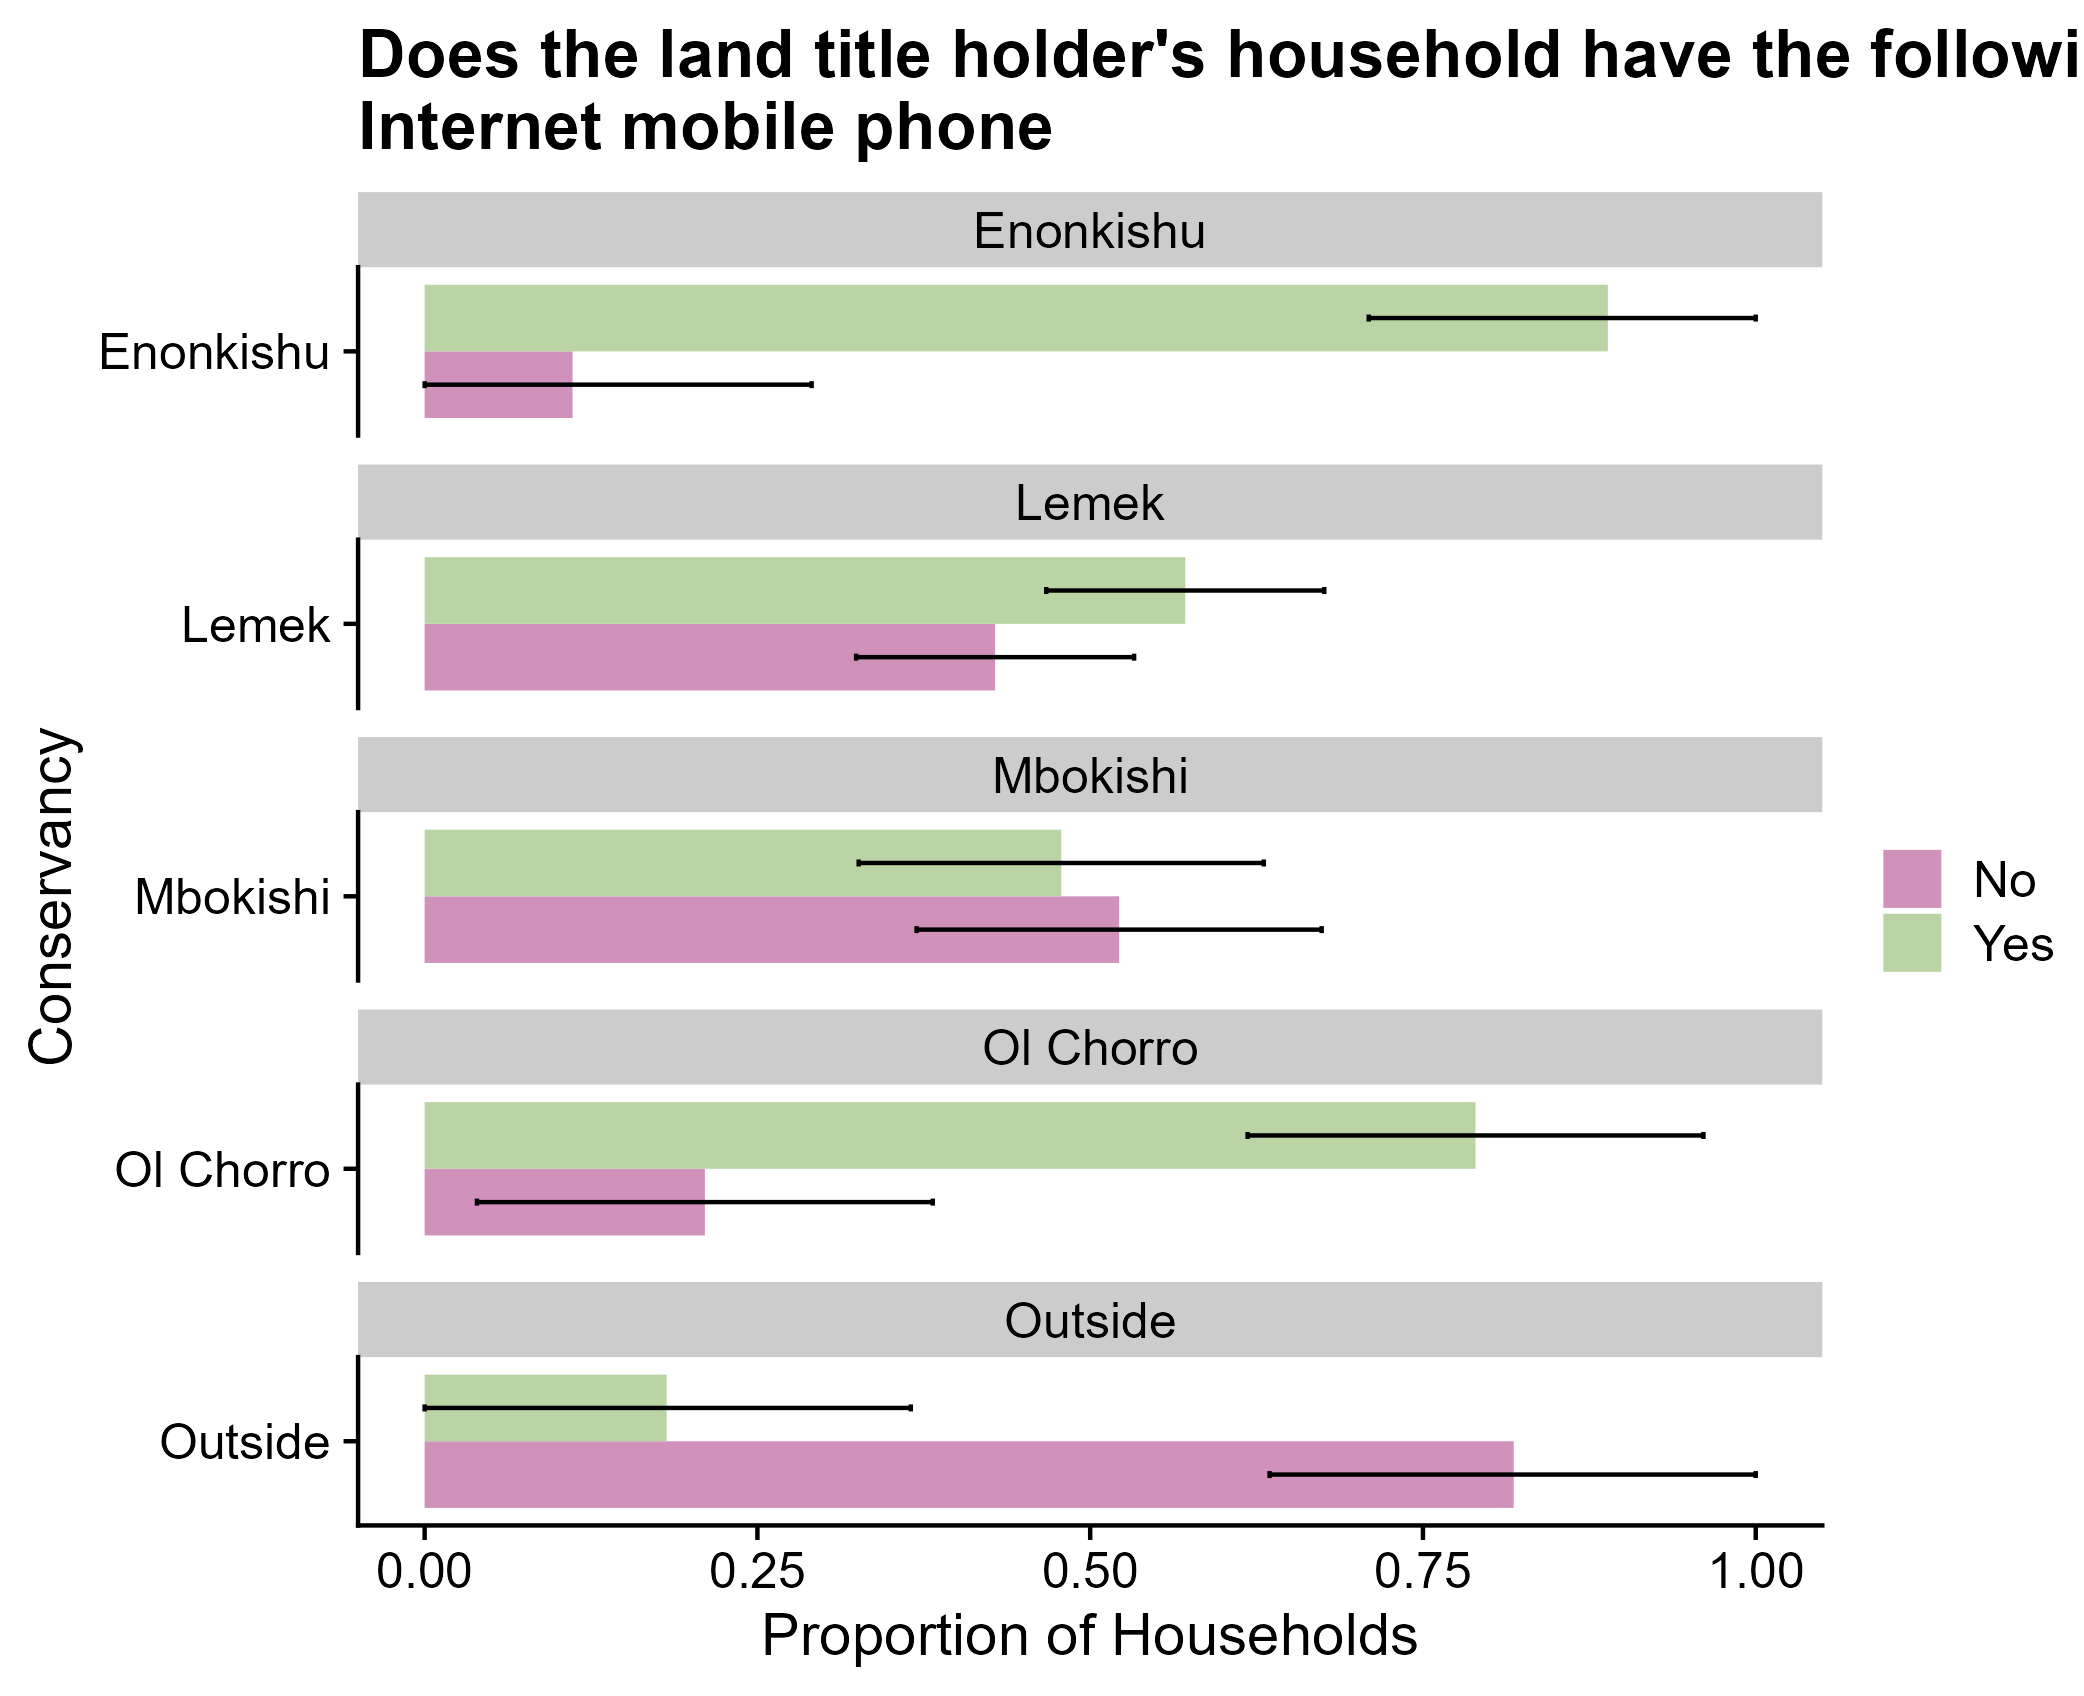 Does the land title holder's household have the followi
Internet mobile phone
Enonkishu
Enonkishu
Lemek
Lemek
Mbokishi
Mbokishi
Ol Chorro
Ol Chorro
Outside
Outside
Conservancy
No
Yes
0.00 0.25 0.50 0.75 1.00
Proportion of Households